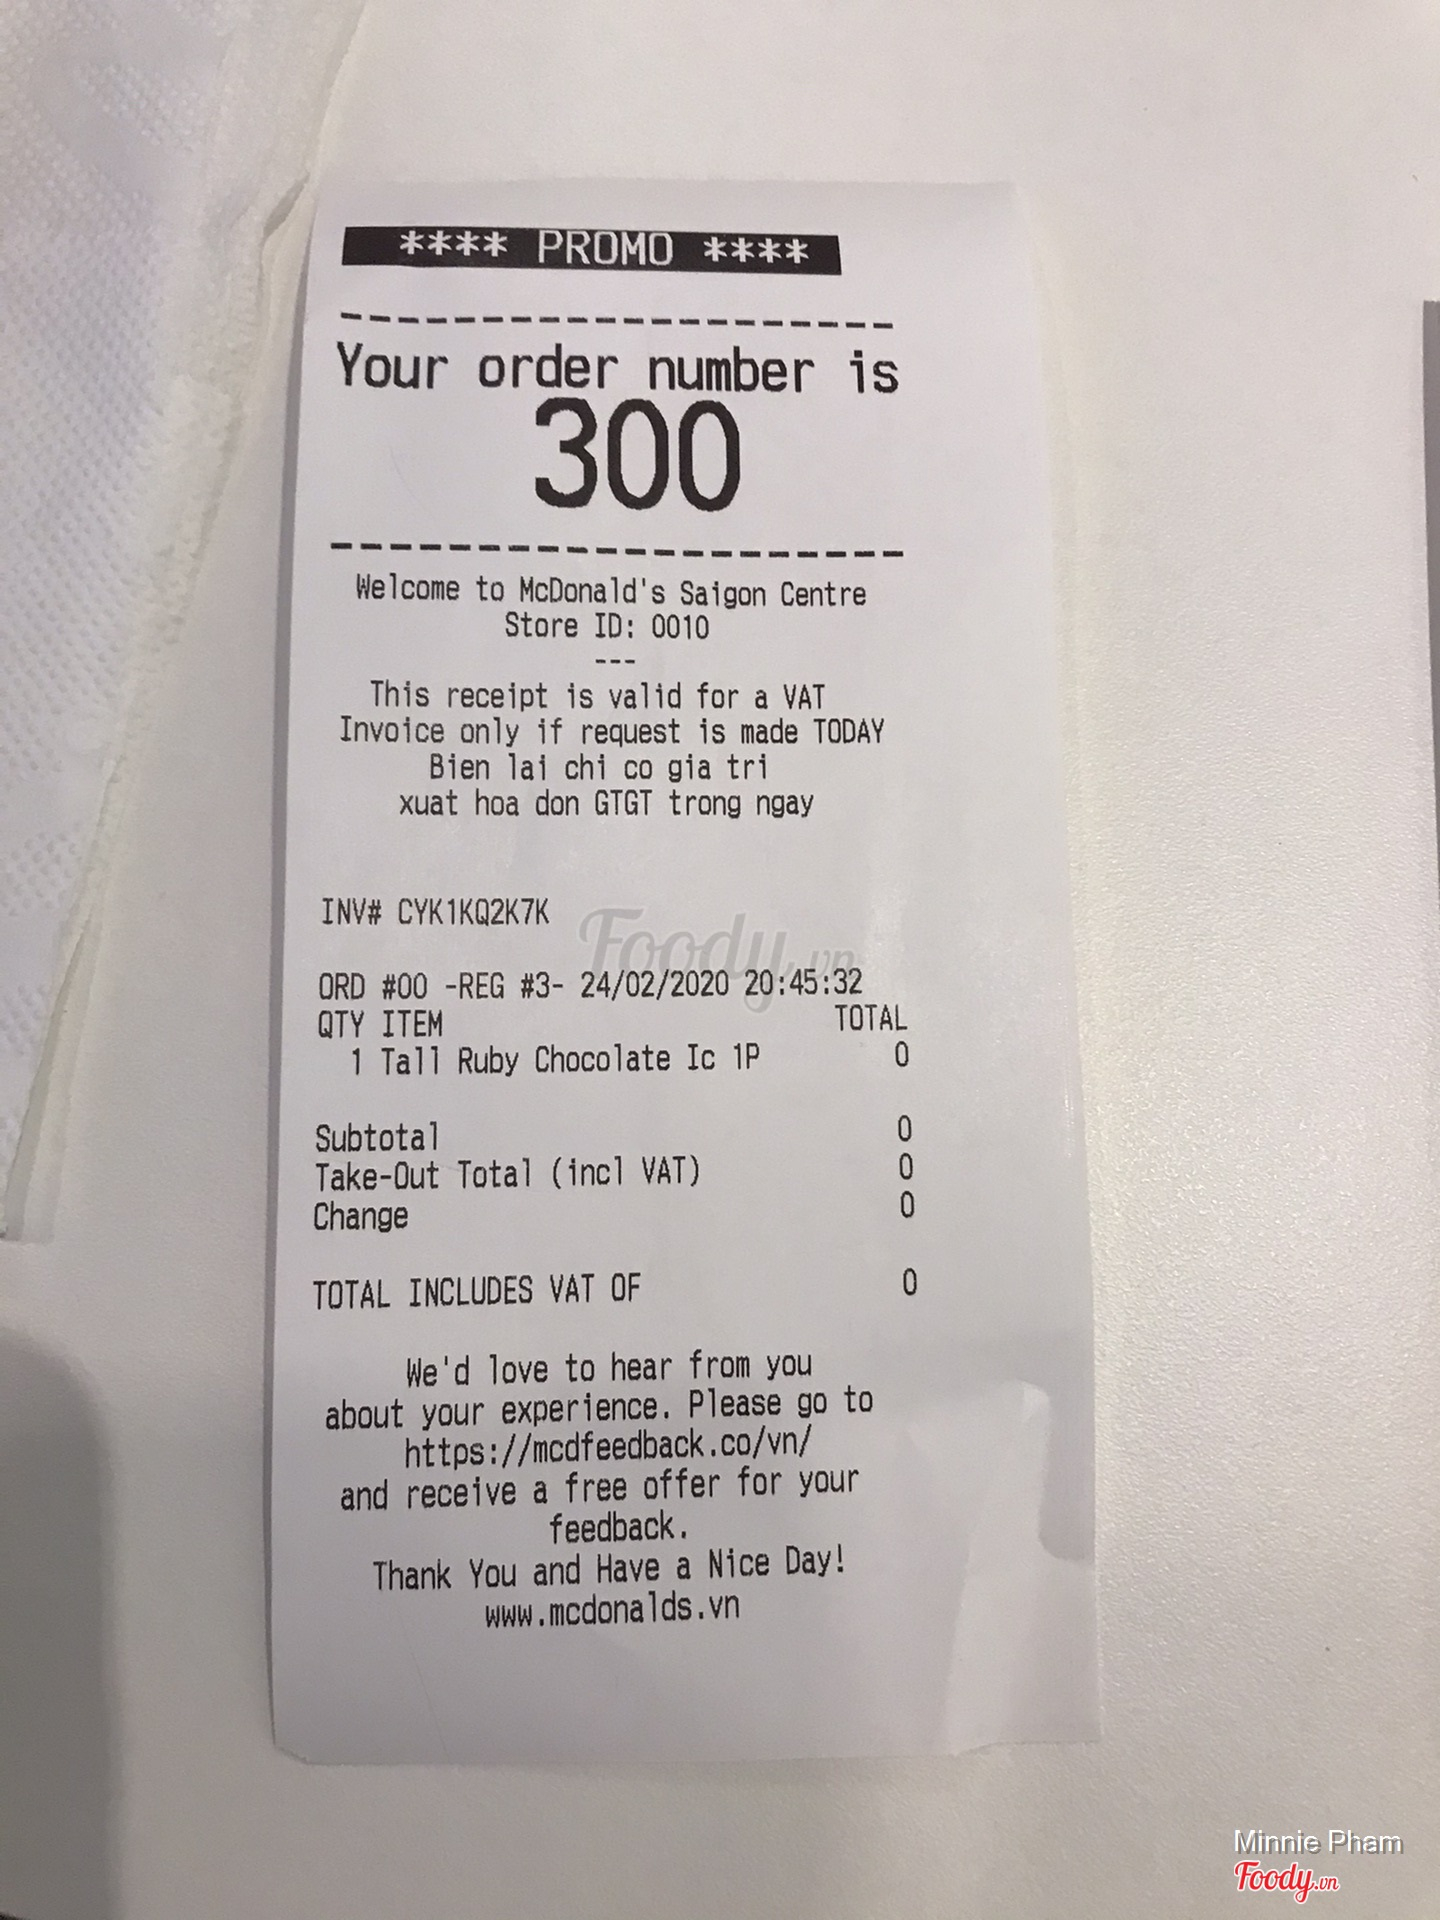 **** PROMO ****
Your order number is
300
Welcome to McDonald's Saigon Centre
Store ID: 0010
---
This receipt is valid for a VAT
Invoice only if request is made TODAY
Bien lai chi co gia tri
xuat hoa don GTGT trong ngay
INV# CYK1KQ2K7K
Foody.vn
ORD #00 -REG #3- 24/02/2020 20:45:32
QTY ITEM TOTAL
1 Tall Ruby Chocolate Ic 1P 0
Subtotal 0
Take-Out Total (incl VAT) 0
Change 0
TOTAL INCLUDES VAT OF 0
We'd love to hear from you
about your experience. Please go to
https://mcdfeedback.co/vn/
and receive a free offer for your
feedback.
Thank You and Have a Nice Day!
www.mcdonalds.vn
Minnie Pham
Foody.vn